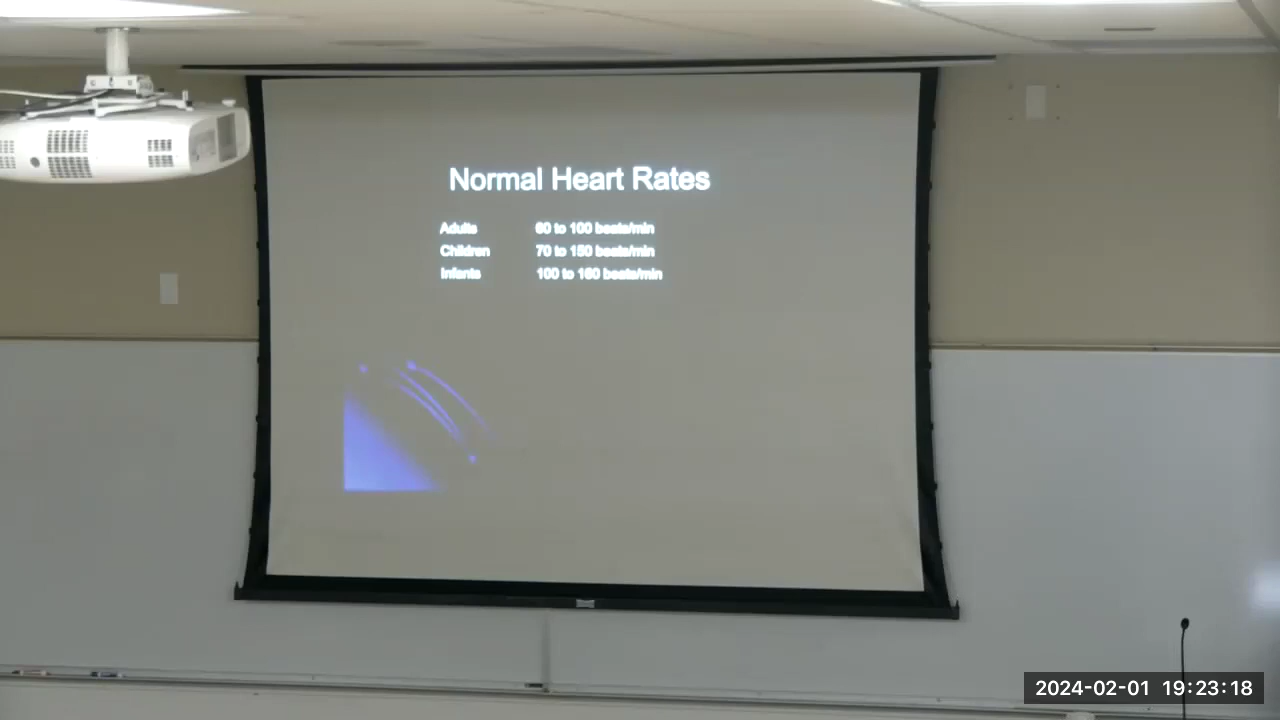 Normal Heart Rates
Adults 60 to 100 beats/min
Children 70 to 150 beats/min
Infants 100 to 160 beats/min
2024-02-01 19:23:18